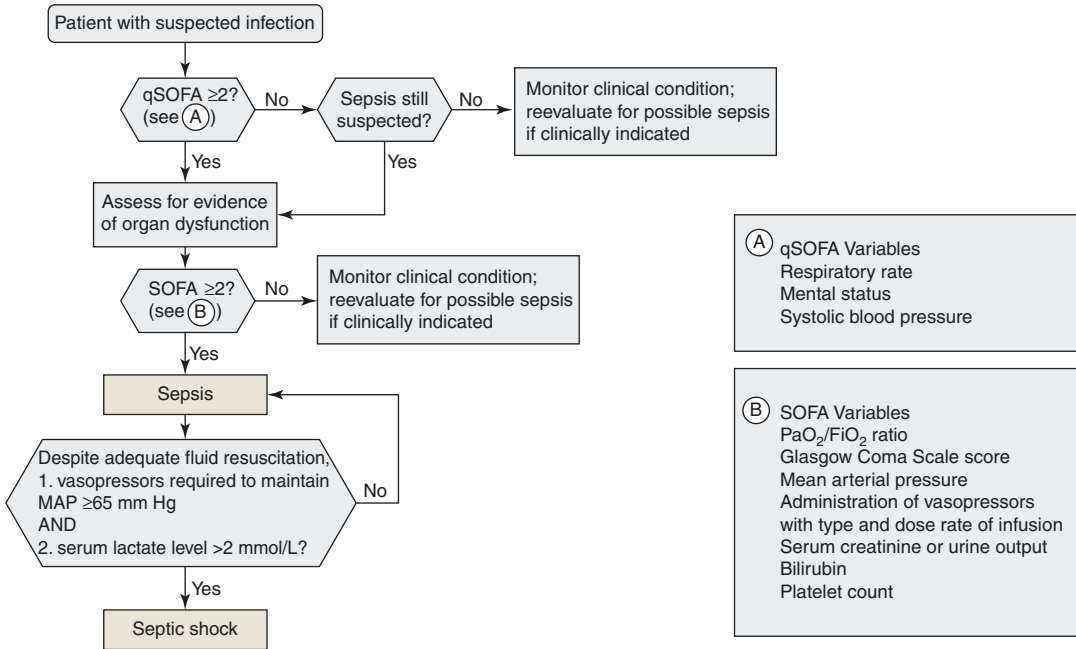 Patient with suspected infection
qSOFA ≥2?
(see A)
No
Sepsis still
suspected?
No
Monitor clinical condition;
reevaluate for possible sepsis
if clinically indicated
Yes
Yes
Assess for evidence
of organ dysfunction
SOFA ≥2?
(see B)
No
Monitor clinical condition;
reevaluate for possible sepsis
if clinically indicated
Yes
Sepsis
Despite adequate fluid resuscitation,
1. vasopressors required to maintain
MAP ≥65 mm Hg
AND
2. serum lactate level >2 mmol/L?
No
Yes
Septic shock
A qSOFA Variables
Respiratory rate
Mental status
Systolic blood pressure
B SOFA Variables
PaO₂/FiO₂ ratio
Glasgow Coma Scale score
Mean arterial pressure
Administration of vasopressors
with type and dose rate of infusion
Serum creatinine or urine output
Bilirubin
Platelet count